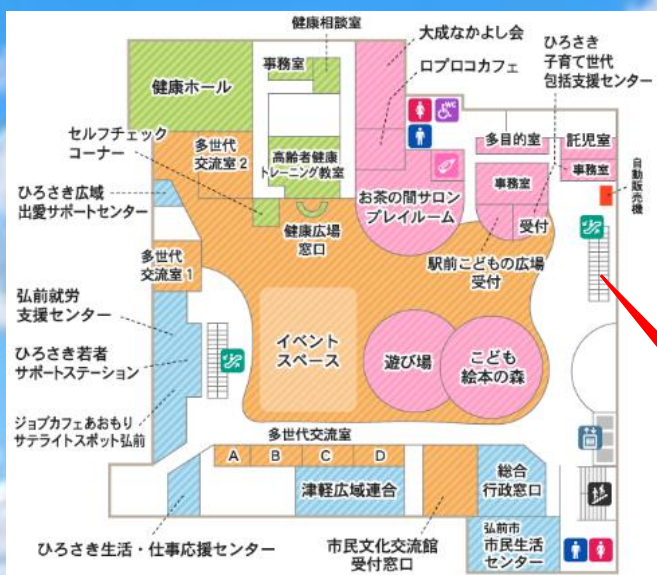 健康相談室
大成なかよし会
ロプロコカフェ
ひろさき
子育て世代
包括支援センター
事務室
健康ホール
WC
多目的室
託児室
事務室
事務室
自動販売機
セルフチェック
コーナー
多世代
交流室2
高齢者健康
トレーニング教室
お茶の間サロン
プレイルーム
受付
ひろさき広域
出愛サポートセンター
健康広場
窓口
駅前こどもの広場
受付
多世代
交流室1
弘前就労
支援センター
ひろさき若者
サポートステーション
イベント
スペース
遊び場
こども
絵本の森
ジョブカフェあおもり
サテライトスポット弘前
多世代交流室
A
B
C
D
津軽広域連合
総合
行政窓口
ひろさき生活・仕事応援センター
市民文化交流館
受付窓口
弘前市
市民生活
センター